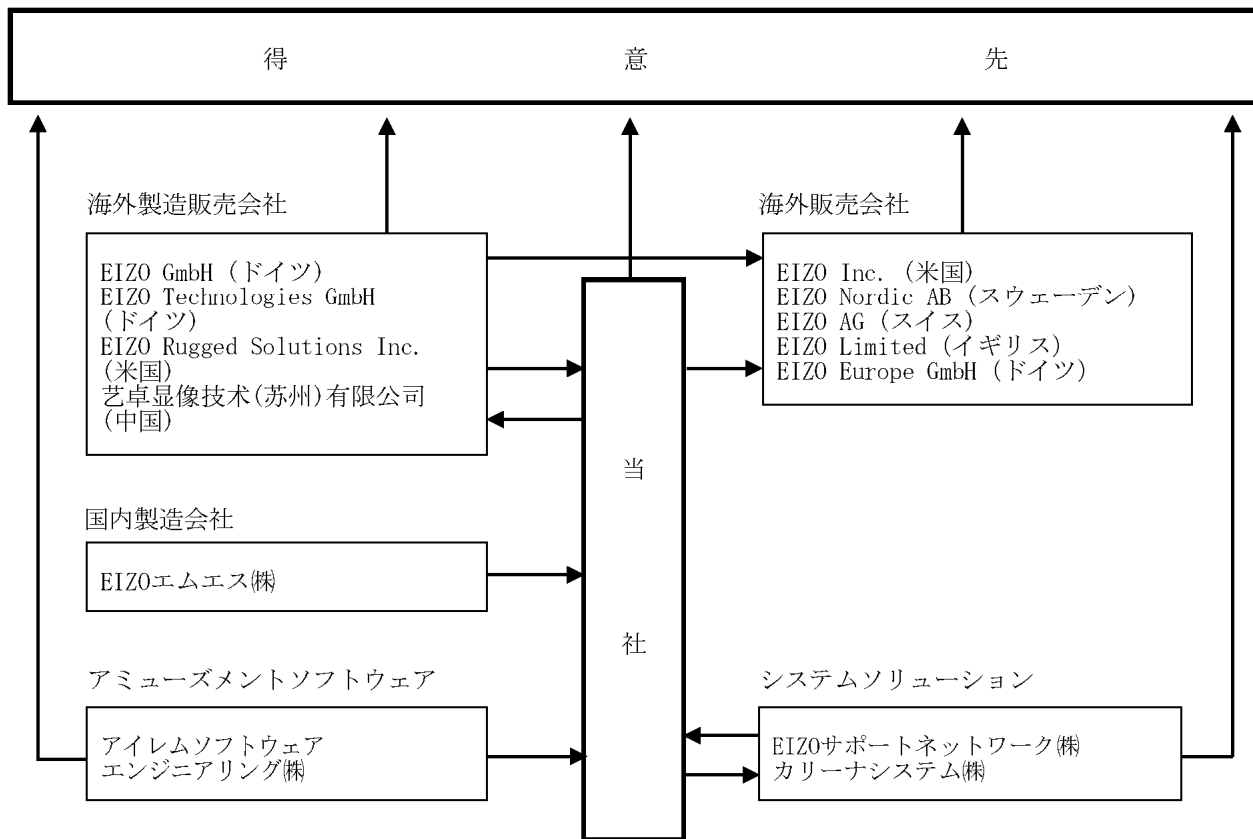 得意先
海外製造販売会社
EIZO GmbH (ドイツ)
EIZO Technologies GmbH
(ドイツ)
EIZO Rugged Solutions Inc.
(米国)
艺卓显像技术(苏州)有限公司
(中国)
海外販売会社
EIZO Inc. (米国)
EIZO Nordic AB (スウェーデン)
EIZO AG (スイス)
EIZO Limited (イギリス)
EIZO Europe GmbH (ドイツ)
当社
国内製造会社
EIZOエムエス㈱
アミューズメントソフトウェア
アイレムソフトウェア
エンジニアリング㈱
システムソリューション
EIZOサポートネットワーク㈱
カリーナシステム㈱